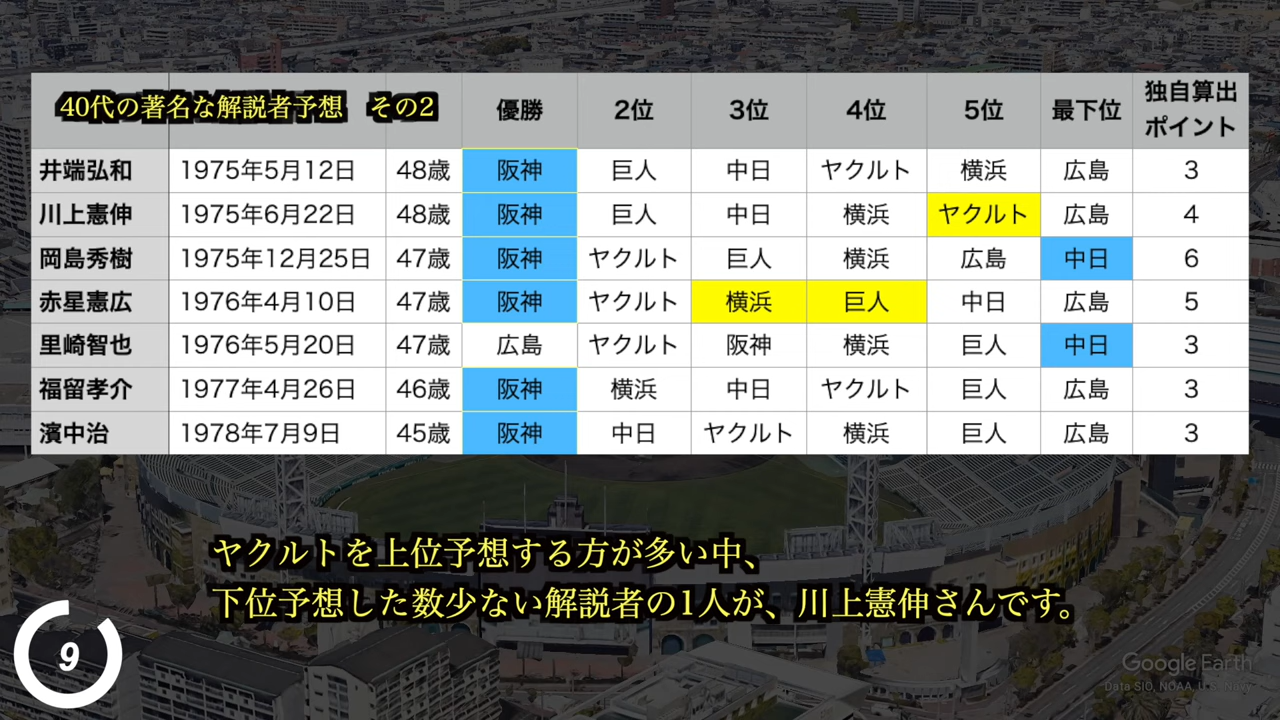 40代の著名な解説者予想　その2 優勝 2位 3位 4位 5位 最下位 独自算出
ポイント
井端弘和 1975年5月12日 48歳 阪神 巨人 中日 ヤクルト 横浜 広島 3
川上憲伸 1975年6月22日 48歳 阪神 巨人 中日 横浜 ヤクルト 広島 4
岡島秀樹 1975年12月25日 47歳 阪神 ヤクルト 巨人 横浜 広島 中日 6
赤星憲広 1976年4月10日 47歳 阪神 ヤクルト 横浜 巨人 中日 広島 5
里崎智也 1976年5月20日 47歳 広島 ヤクルト 阪神 横浜 巨人 中日 3
福留孝介 1977年4月26日 46歳 阪神 横浜 中日 ヤクルト 巨人 広島 3
濱中治 1978年7月9日 45歳 阪神 中日 ヤクルト 横浜 巨人 広島 3
ヤクルトを上位予想する方が多い中、
下位予想した数少ない解説者の1人が、川上憲伸さんです。
9
Google Earth
Data SIO, NOAA, U.S. Navy